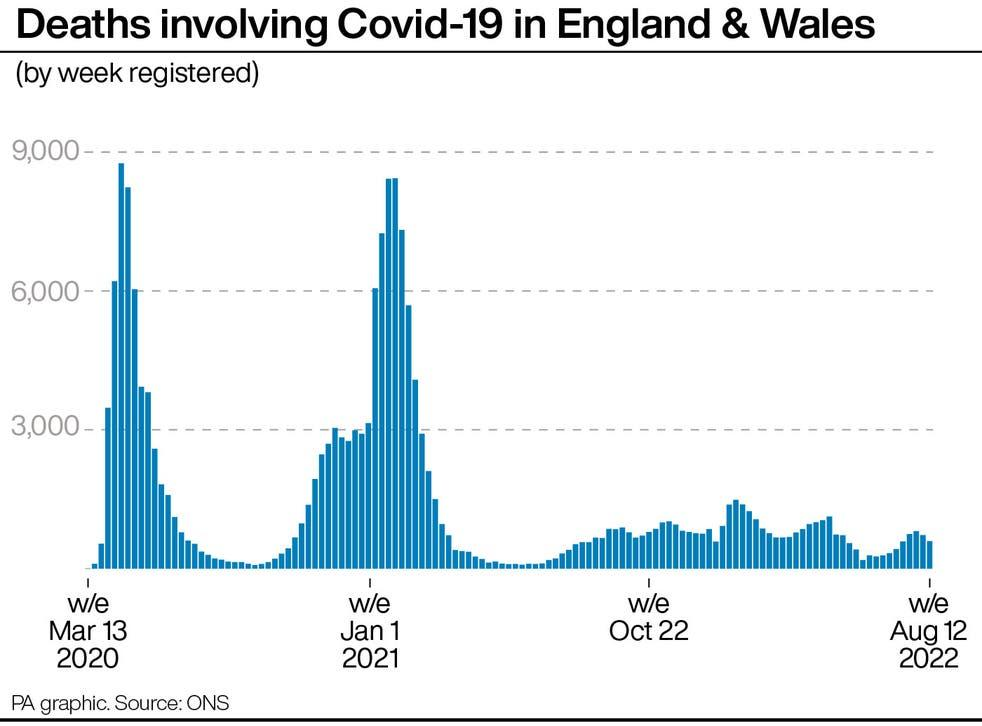 Deaths involving Covid-19 in England & Wales
(by week registered)
9,000
6,000
3,000
w/e
Mar 13
2020
w/e
Jan 1
2021
w/e
Oct 22
w/e
Aug 12
2022
PA graphic. Source: ONS